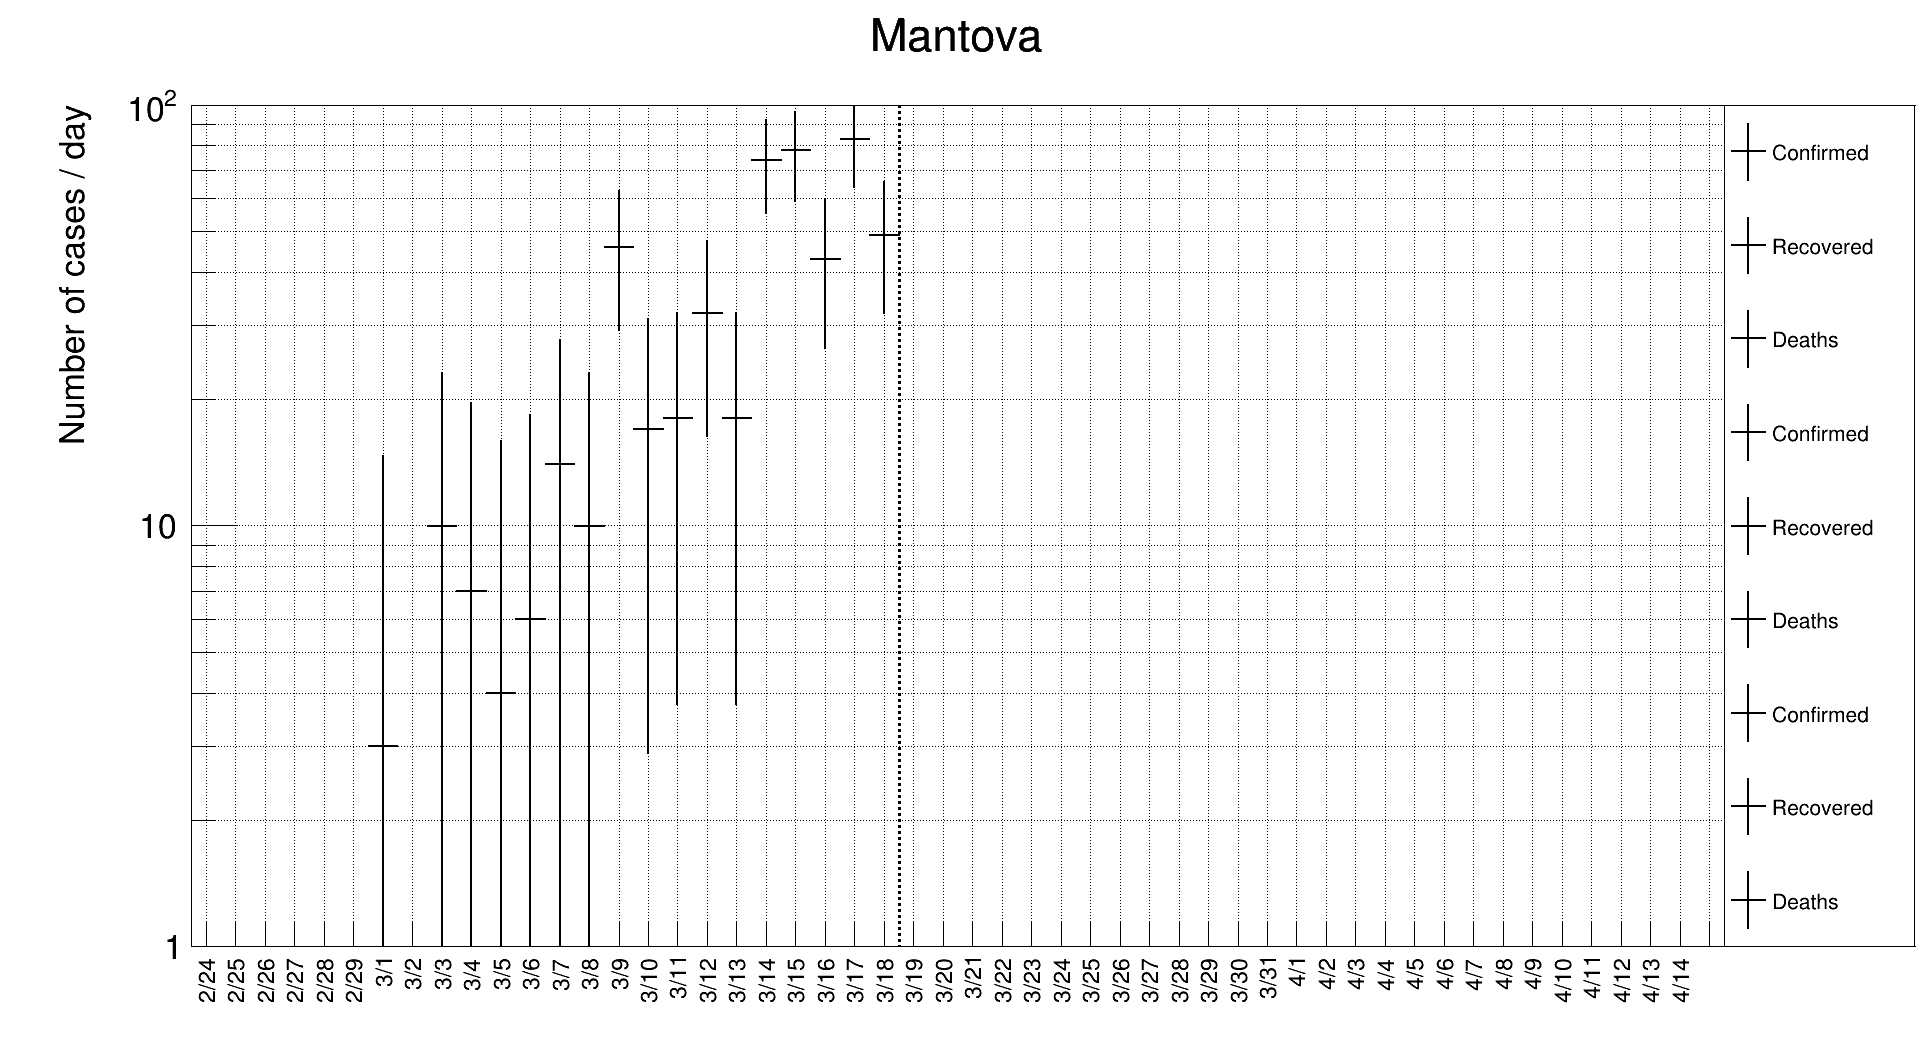 Mantova
Number of cases / day
10²
10
1
2/24 2/25 2/26 2/27 2/28 2/29 3/1 3/2 3/3 3/4 3/5 3/6 3/7 3/8 3/9 3/10 3/11 3/12 3/13 3/14 3/15 3/16 3/17 3/18 3/19 3/20 3/21 3/22 3/23 3/24 3/25 3/26 3/27 3/28 3/29 3/30 3/31 4/1 4/2 4/3 4/4 4/5 4/6 4/7 4/8 4/9 4/10 4/11 4/12 4/13 4/14
Confirmed
Recovered
Deaths
Confirmed
Recovered
Deaths
Confirmed
Recovered
Deaths